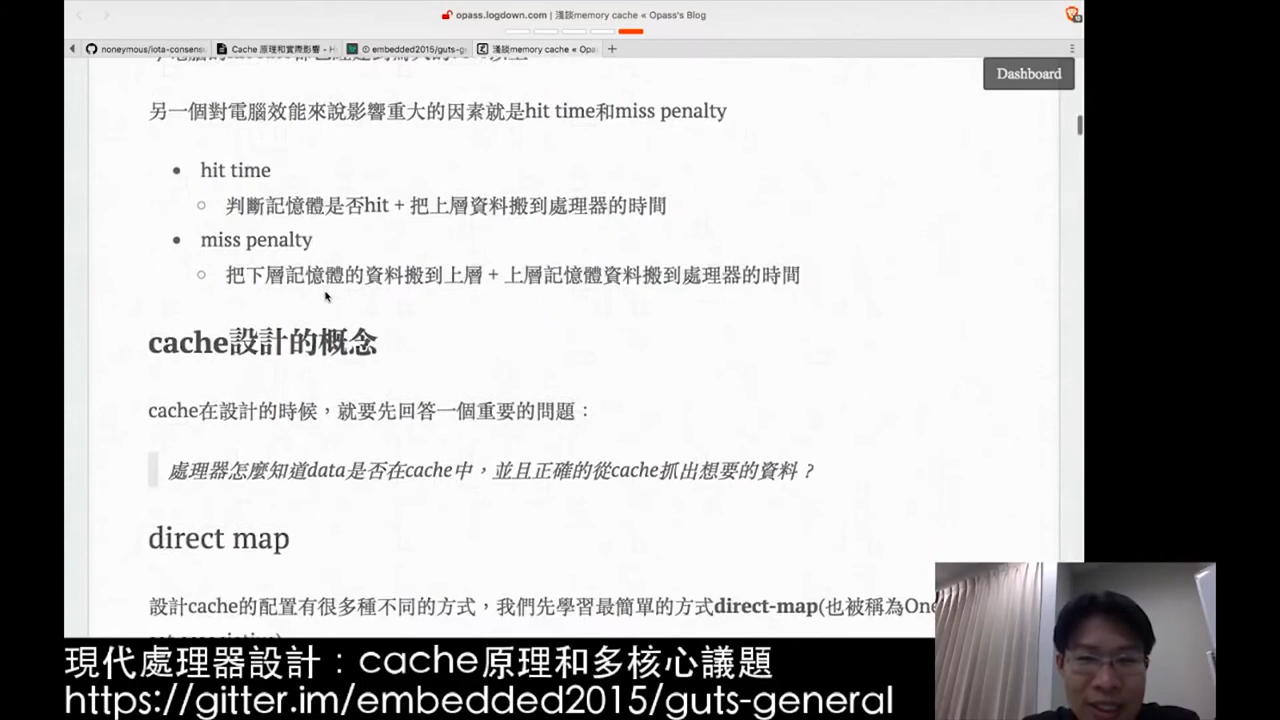 opass.logdown.com | 淺談memory cache « Opass's Blog
noneymous/iota-consens
Cache 原理和實際影響 - H
embedded2015/guts-g
淺談memory cache « Opa
Dashboard
另一個對電腦效能來說影響重大的因素就是hit time和miss penalty
hit time
判斷記憶體是否hit + 把上層資料搬到處理器的時間
miss penalty
把下層記憶體的資料搬到上層 + 上層記憶體資料搬到處理器的時間
cache設計的概念
cache在設計的時候，就要先回答一個重要的問題：
處理器怎麼知道data是否在cache中，並且正確的從cache抓出想要的資料？
direct map
設計cache的配置有很多種不同的方式，我們先學習最簡單的方式direct-map(也被稱為One
現代處理器設計：cache原理和多核心議題
https://gitter.im/embedded2015/guts-general